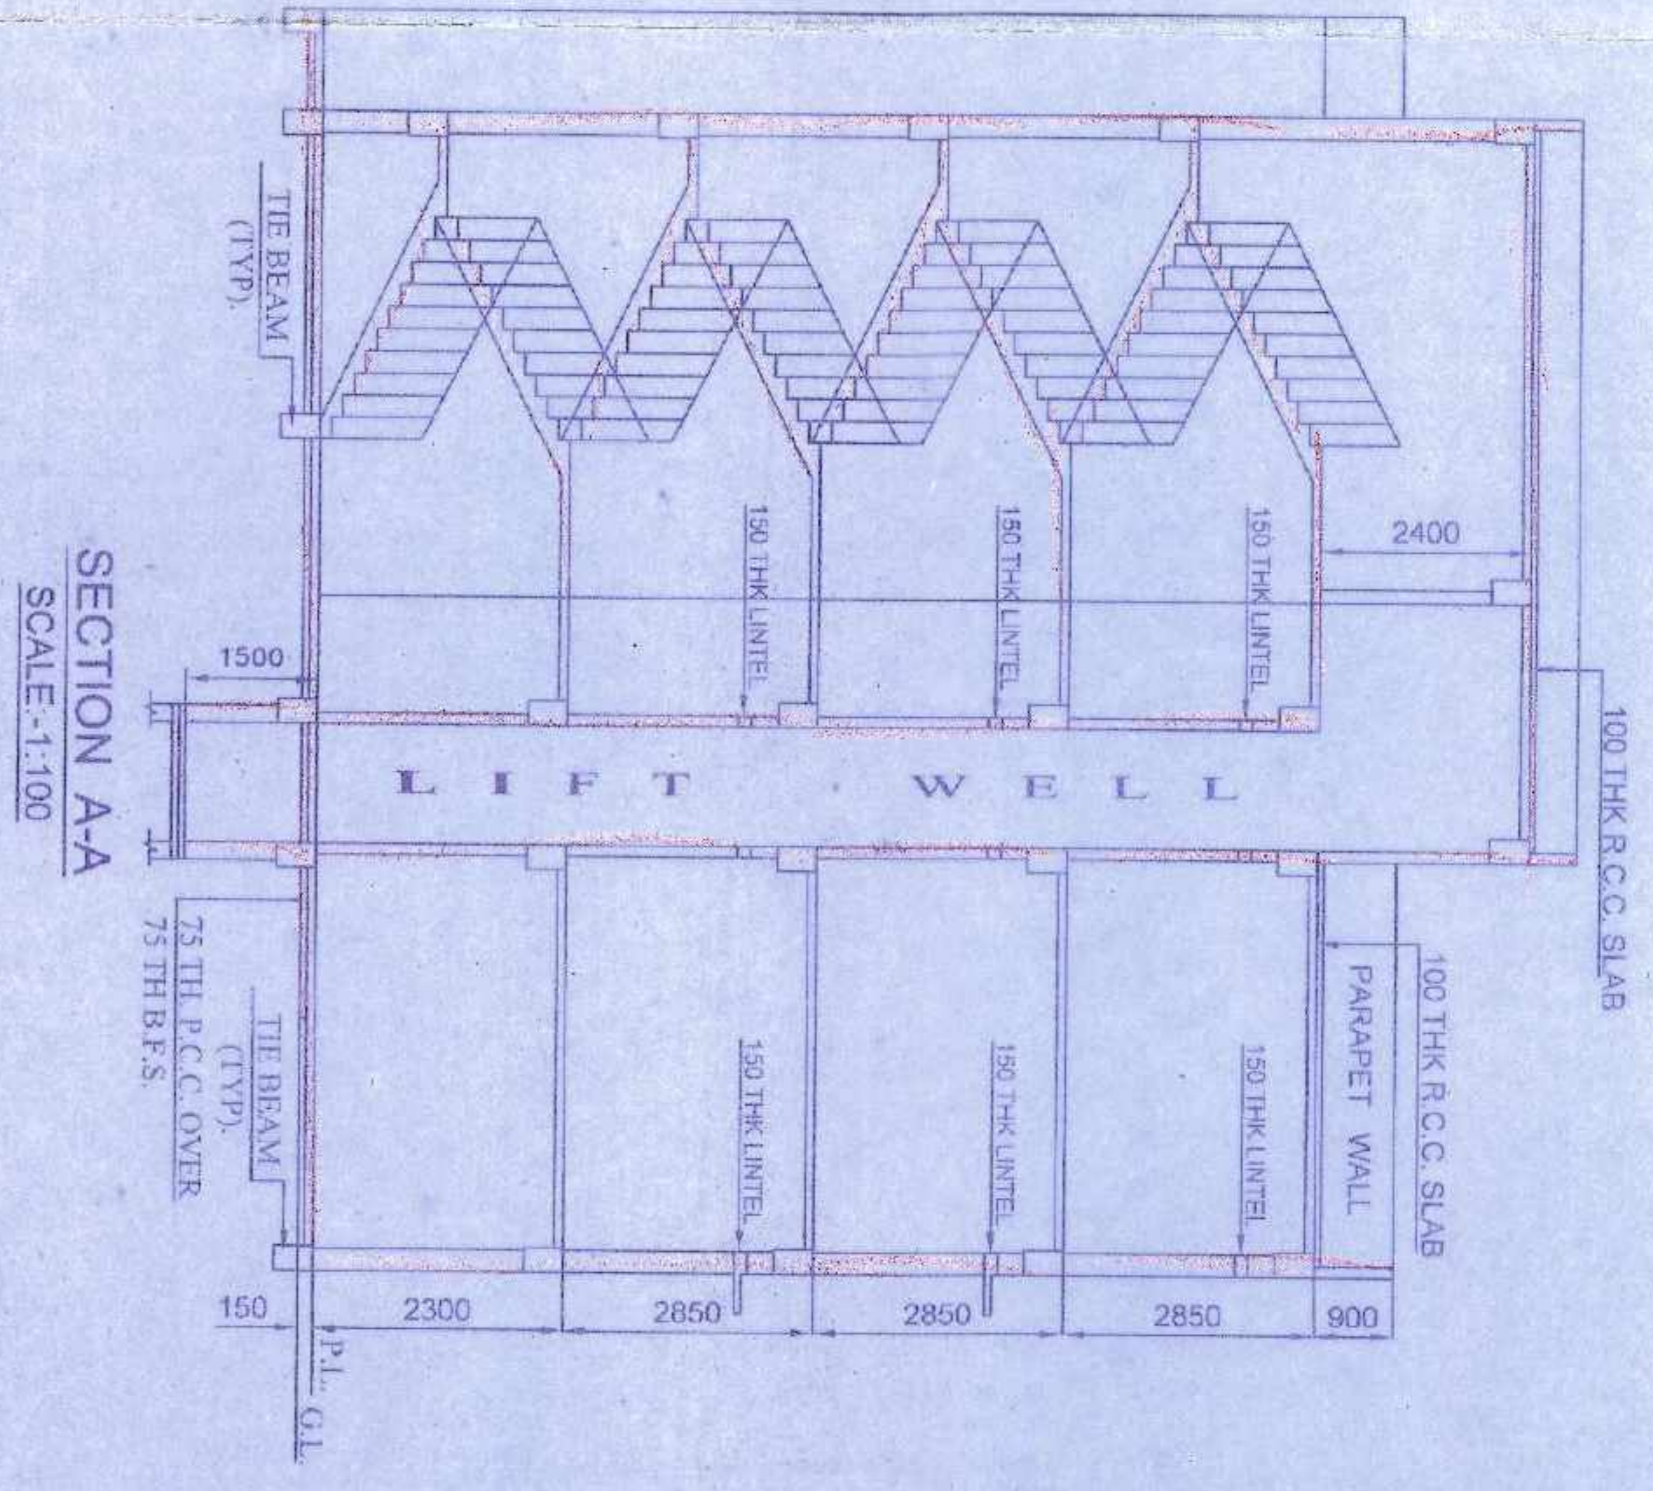 100 THK R.C.C. SLAB
100 THK R.C.C. SLAB
PARAPET WALL
2400
900
150 THK LINTEL
150 THK LINTEL
2850
150 THK LINTEL
150 THK LINTEL
2850
150 THK LINTEL
150 THK LINTEL
2850
LIFT WELL
2300
P.L.
G.L.
150
TIE BEAM
(TYP).
1500
TIE BEAM
(TYP).
75 TH. P.C.C. OVER
75 TH B.F.S.
SECTION A-A
SCALE:-1:100